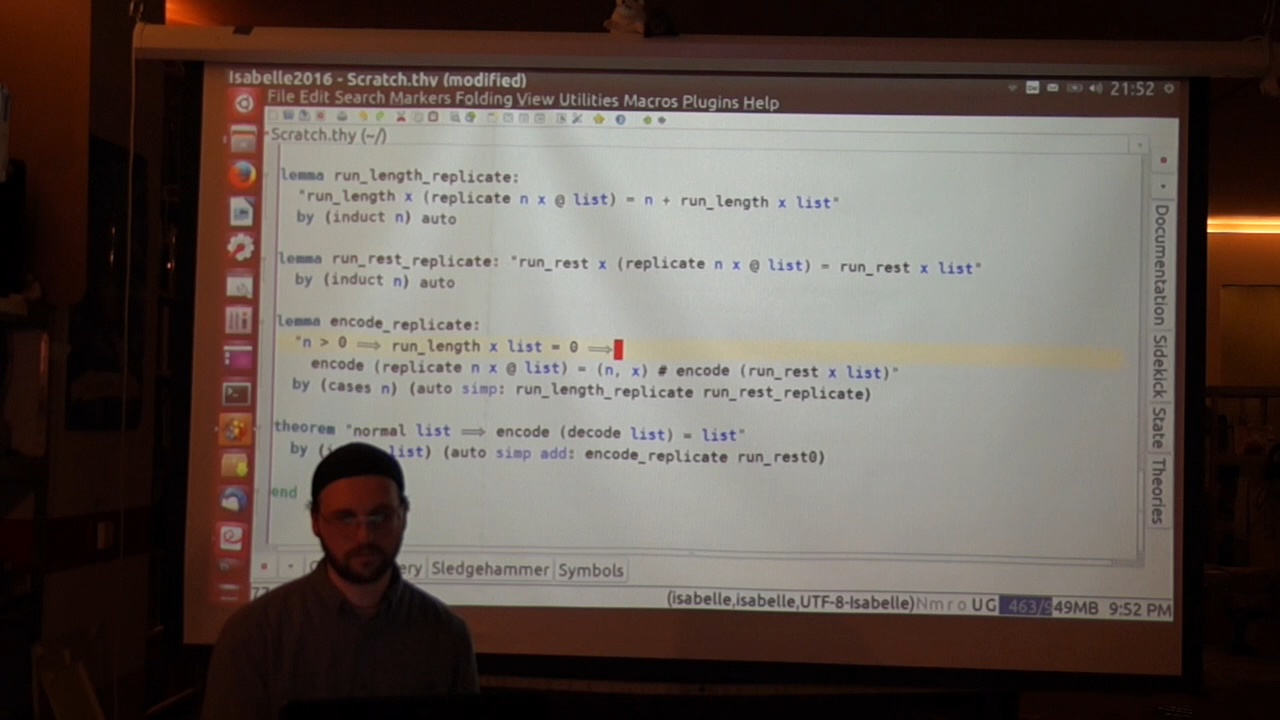 Isabelle2016 - Scratch.thy (modified)
21:52
File Edit Search Markers Folding View Utilities Macros Plugins Help
Scratch.thy (~/)
lemma run_length_replicate:
"run_length x (replicate n x @ list) = n + run_length x list"
by (induct n) auto
lemma run_rest_replicate: "run_rest x (replicate n x @ list) = run_rest x list"
by (induct n) auto
lemma encode_replicate:
"n > 0 ⟹ run_length x list = 0 ⟹
encode (replicate n x @ list) = (n, x) # encode (run_rest x list)"
by (cases n) (auto simp: run_length_replicate run_rest_replicate)
theorem "normal list ⟹ encode (decode list) = list"
by list) (auto simp add: encode_replicate run_rest0)
end
Documentation Sidekick State Theories
Sledgehammer Symbols
(isabelle,isabelle,UTF-8-Isabelle) N m r o U G 49MB 9:52 PM